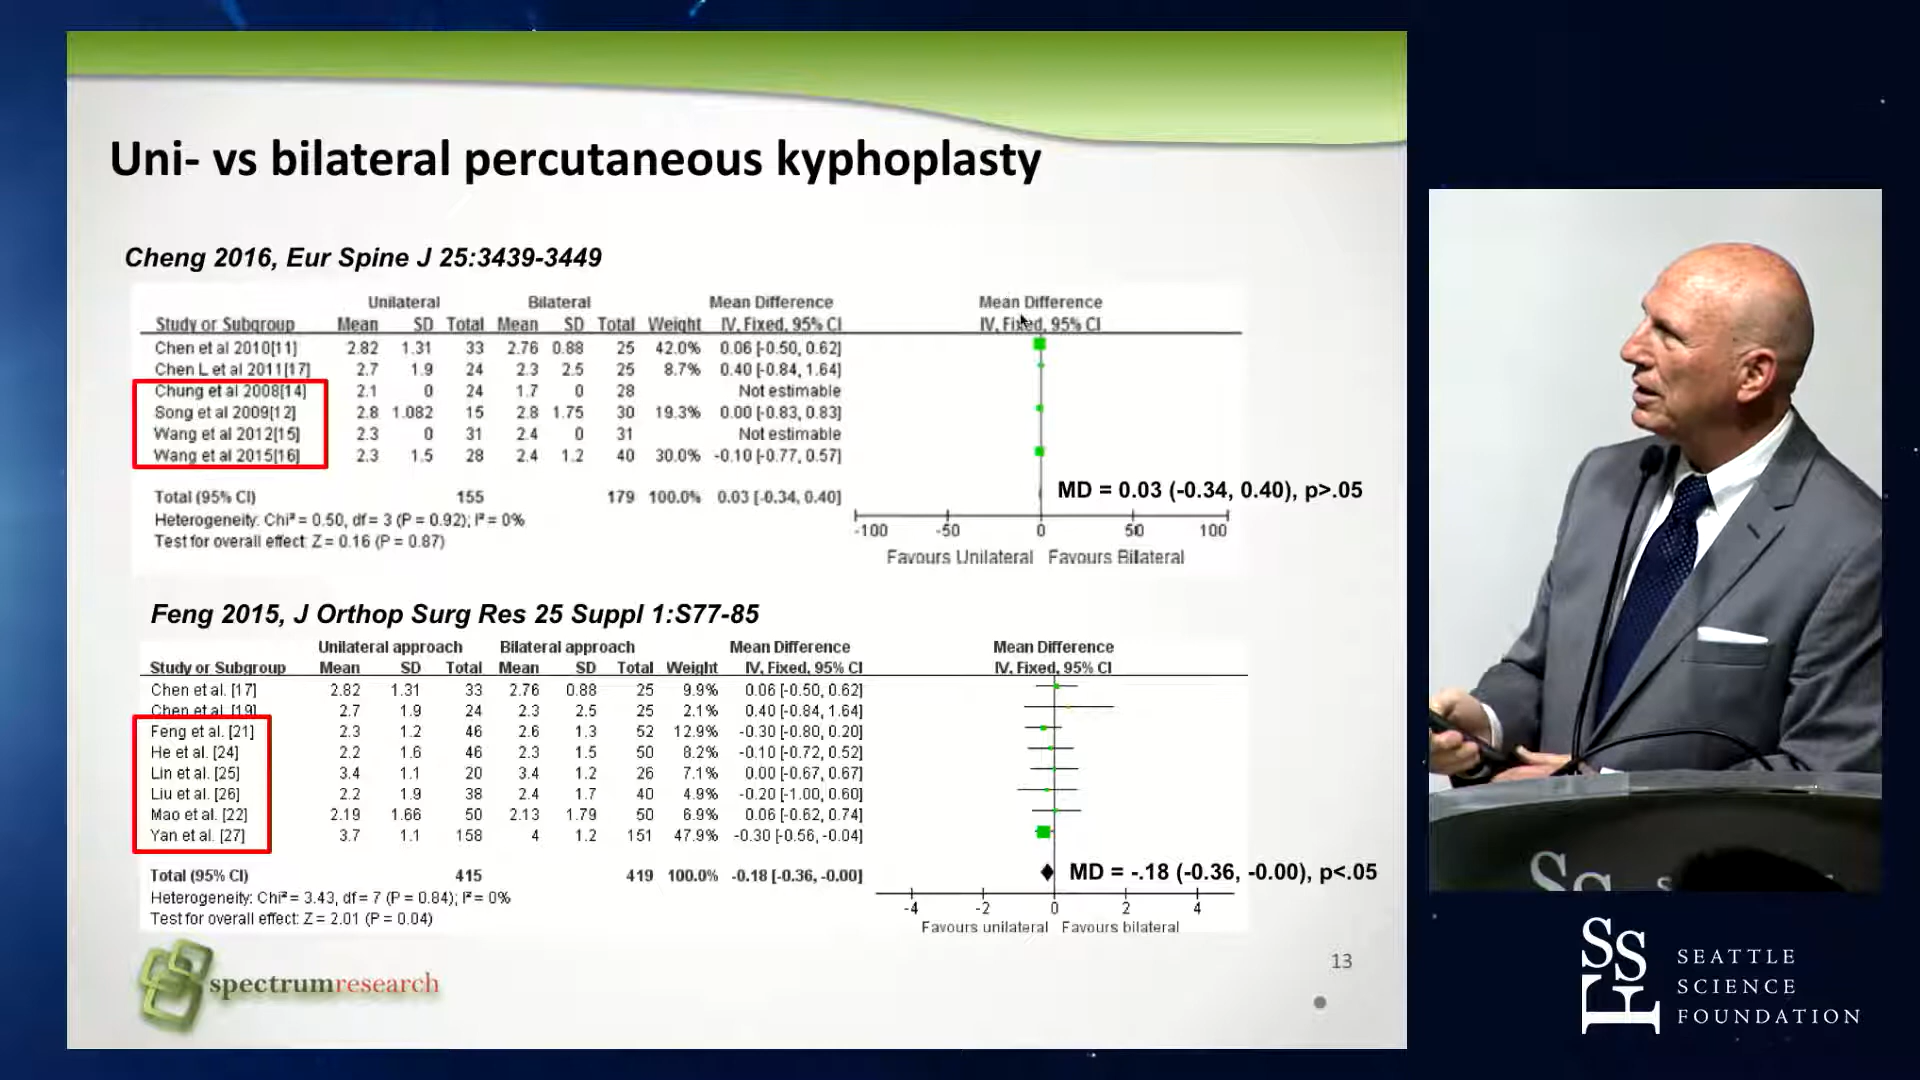 Uni- vs bilateral percutaneous kyphoplasty
Cheng 2016, Eur Spine J 25:3439-3449
Unilateral Bilateral Mean Difference Mean Difference
Study or Subgroup Mean SD Total Mean SD Total Weight IV, Fixed, 95% CI IV, Fixed, 95% CI
Chen et al 2010[11] 2.82 1.31 33 2.76 0.88 25 42.0% 0.06 [-0.50, 0.62]
Chen L et al 2011[17] 2.7 1.9 24 2.3 2.5 25 8.7% 0.40 [-0.84, 1.64]
Chung et al 2008[14] 2.1 0 24 1.7 0 28 Not estimable
Song et al 2009[12] 2.8 1.082 15 2.8 1.75 30 19.3% 0.00 [-0.83, 0.83]
Wang et al 2012[15] 2.3 0 31 2.4 0 31 Not estimable
Wang et al 2015[16] 2.3 1.5 28 2.4 1.2 40 30.0% -0.10 [-0.77, 0.57]
MD = 0.03 (-0.34, 0.40), p>.05
Total (95% CI) 155 179 100.0% 0.03 [-0.34, 0.40]
Heterogeneity: Chi² = 0.50, df = 3 (P = 0.92); I² = 0%
Test for overall effect: Z = 0.16 (P = 0.87)
-100 -50 0 50 100
Favours Unilateral Favours Bilateral
Feng 2015, J Orthop Surg Res 25 Suppl 1:S77-85
Unilateral approach Bilateral approach Mean Difference Mean Difference
Study or Subgroup Mean SD Total Mean SD Total Weight IV, Fixed, 95% CI IV, Fixed, 95% CI
Chen et al. [17] 2.82 1.31 33 2.76 0.88 25 9.9% 0.06 [-0.50, 0.62]
Chen et al. [19] 2.7 1.9 24 2.3 2.5 25 2.1% 0.40 [-0.84, 1.64]
Feng et al. [21] 2.3 1.2 46 2.6 1.3 52 12.9% -0.30 [-0.80, 0.20]
He et al. [24] 2.2 1.6 46 2.3 1.5 50 8.2% -0.10 [-0.72, 0.52]
Lin et al. [25] 3.4 1.1 20 3.4 1.2 26 7.1% 0.00 [-0.67, 0.67]
Liu et al. [26] 2.2 1.9 38 2.4 1.7 40 4.9% -0.20 [-1.00, 0.60]
Mao et al. [22] 2.19 1.66 50 2.13 1.79 50 6.9% 0.06 [-0.62, 0.74]
Yan et al. [27] 3.7 1.1 158 4 1.2 151 47.9% -0.30 [-0.56, -0.04]
Total (95% CI) 415 419 100.0% -0.18 [-0.36, -0.00]
MD = -.18 (-0.36, -0.00), p<.05
Heterogeneity: Chi² = 3.43, df = 7 (P = 0.84); I² = 0%
Test for overall effect: Z = 2.01 (P = 0.04)
-4 -2 0 2 4
Favours unilateral Favours bilateral
spectrumresearch
13
SSF
SEATTLE
SCIENCE
FOUNDATION